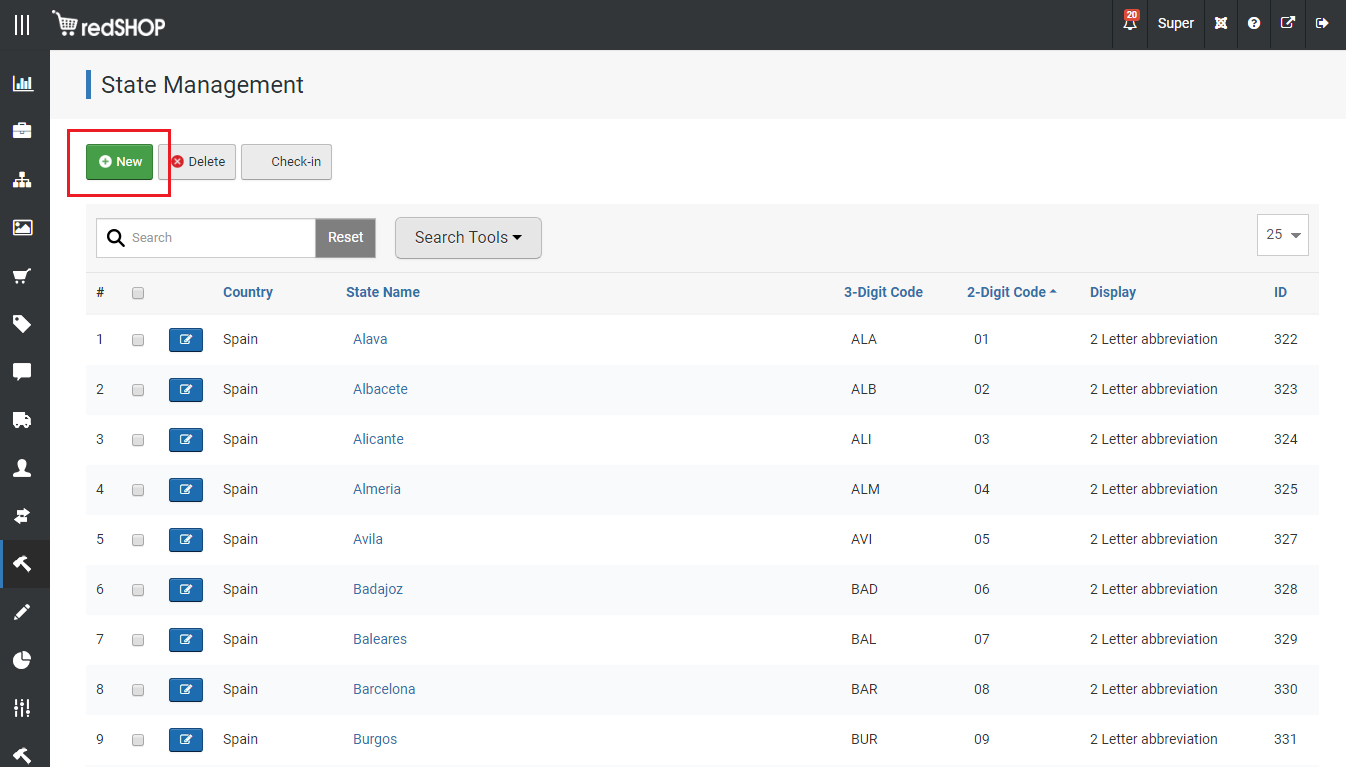 redSHOP
20
Super
State Management
New
Delete
Check-in
Search
Reset
Search Tools
25
# Country State Name 3-Digit Code 2-Digit Code Display ID
1 Spain Alava ALA 01 2 Letter abbreviation 322
2 Spain Albacete ALB 02 2 Letter abbreviation 323
3 Spain Alicante ALI 03 2 Letter abbreviation 324
4 Spain Almeria ALM 04 2 Letter abbreviation 325
5 Spain Avila AVI 05 2 Letter abbreviation 327
6 Spain Badajoz BAD 06 2 Letter abbreviation 328
7 Spain Baleares BAL 07 2 Letter abbreviation 329
8 Spain Barcelona BAR 08 2 Letter abbreviation 330
9 Spain Burgos BUR 09 2 Letter abbreviation 331